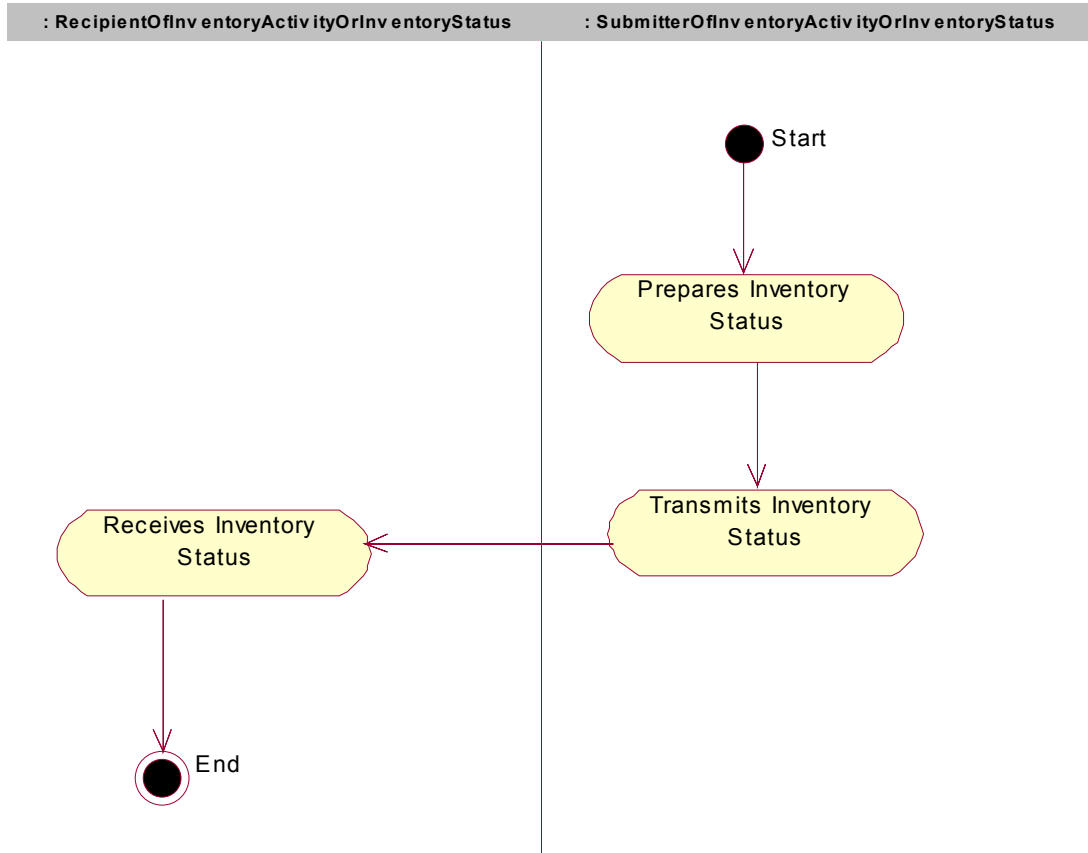 : RecipientOfInventoryActivityOrInventoryStatus
: SubmitterOfInventoryActivityOrInventoryStatus
Start
Prepares Inventory
Status
Transmits Inventory
Status
Receives Inventory
Status
End